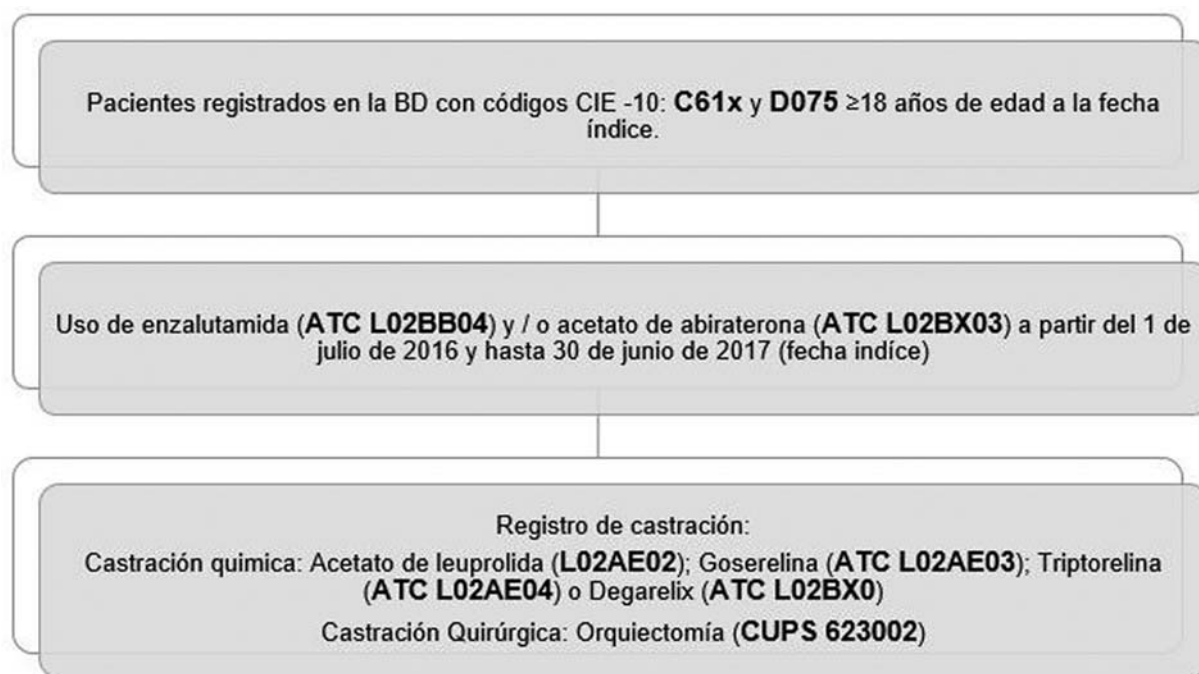 Pacientes registrados en la BD con códigos CIE -10: C61x y D075 ≥18 años de edad a la fecha
índice.
Uso de enzalutamida (ATC L02BB04) y / o acetato de abiraterona (ATC L02BX03) a partir del 1 de
julio de 2016 y hasta 30 de junio de 2017 (fecha indíce)
Registro de castración:
Castración quimica: Acetato de leuprolida (L02AE02); Goserelina (ATC L02AE03); Triptorelina
(ATC L02AE04) o Degarelix (ATC L02BX0)
Castración Quirúrgica: Orquiectomía (CUPS 623002)